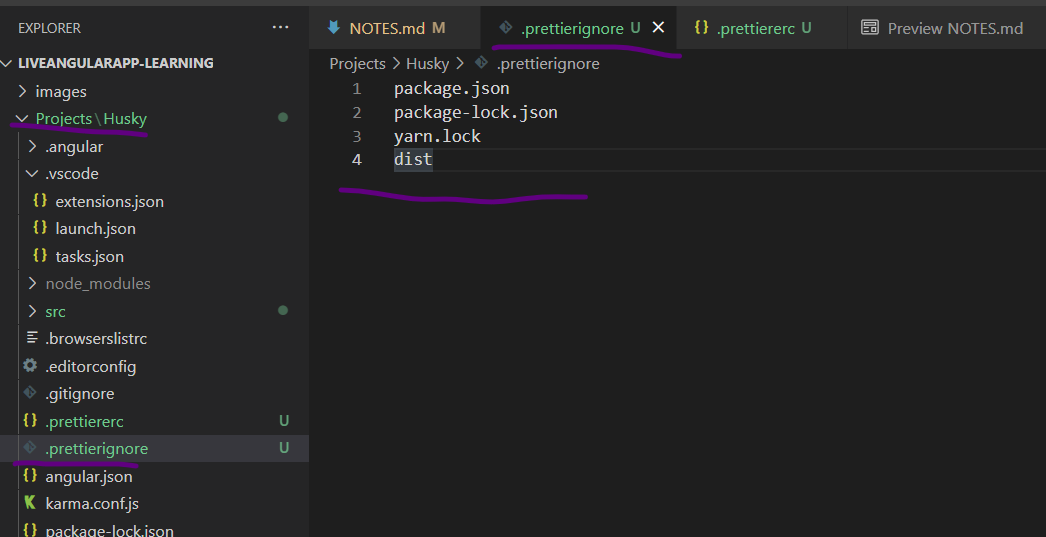 EXPLORER
LIVEANGULARAPP-LEARNING
images
Projects\Husky
.angular
.vscode
{} extensions.json
{} launch.json
{} tasks.json
node_modules
src
.browserslistrc
.editorconfig
.gitignore
{} .prettiererc U
.prettierignore U
{} angular.json
karma.conf.js
{} package-lock.json
NOTES.md M
.prettierignore U
{} .prettiererc U
Preview NOTES.md
Projects > Husky > .prettierignore
1 package.json
2 package-lock.json
3 yarn.lock
4 dist